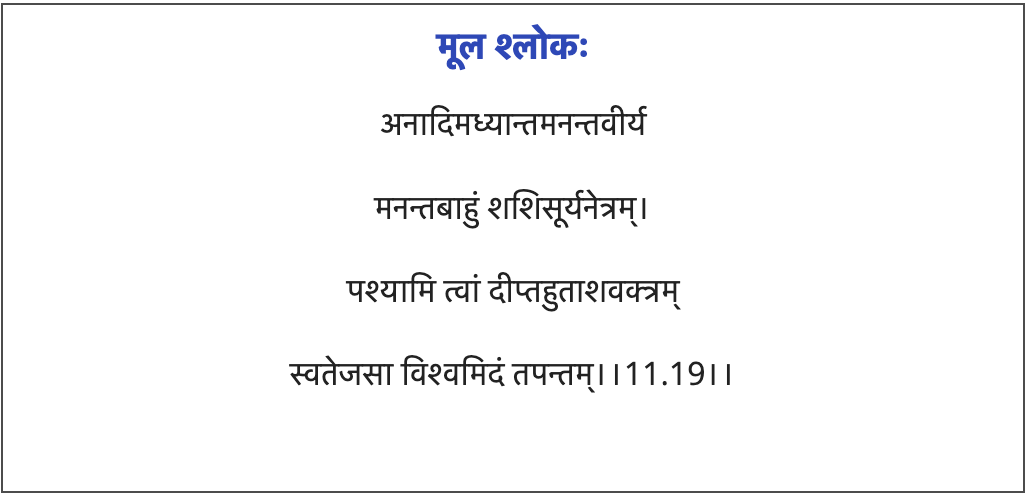 मूल श्लोकः
अनादिमध्यान्तमनन्तवीर्य
मनन्तबाहुं शशिसूर्यनेत्रम्।
पश्यामि त्वां दीप्तहुताशवक्त्रम्
स्वतेजसा विश्वमिदं तपन्तम्।।11.19।।